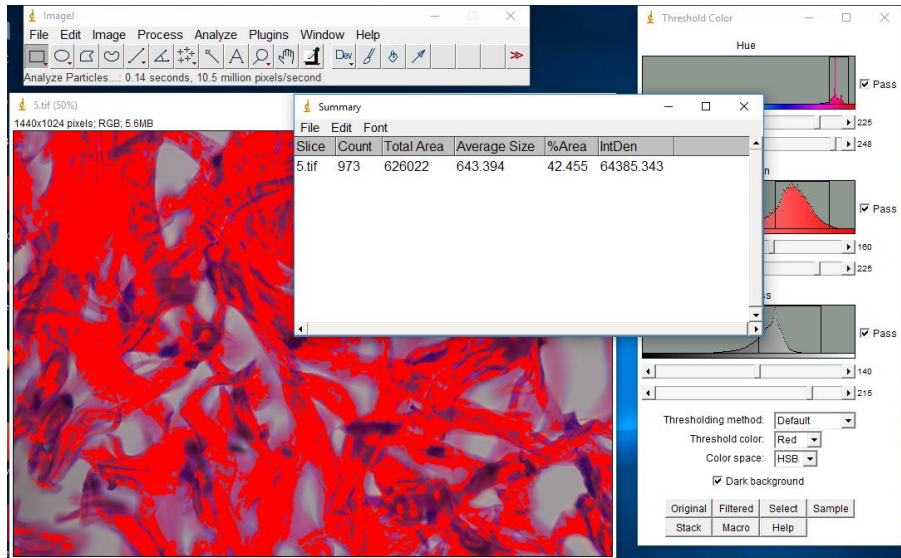 ImageJ
File Edit Image Process Analyze Plugins Window Help
A Dev >>
Analyze Particles...: 0.14 seconds, 10.5 million pixels/second
5.tif (50%)
1440x1024 pixels; RGB; 5.6MB
Summary
File Edit Font
Slice Count Total Area Average Size %Area IntDen
5.tif 973 626022 643.394 42.455 64385.343
Threshold Color
Hue
Pass
225
248
n
Pass
160
225
ss
Pass
140
215
Thresholding method: Default
Threshold color: Red
Color space: HSB
Dark background
Original Filtered Select Sample
Stack Macro Help